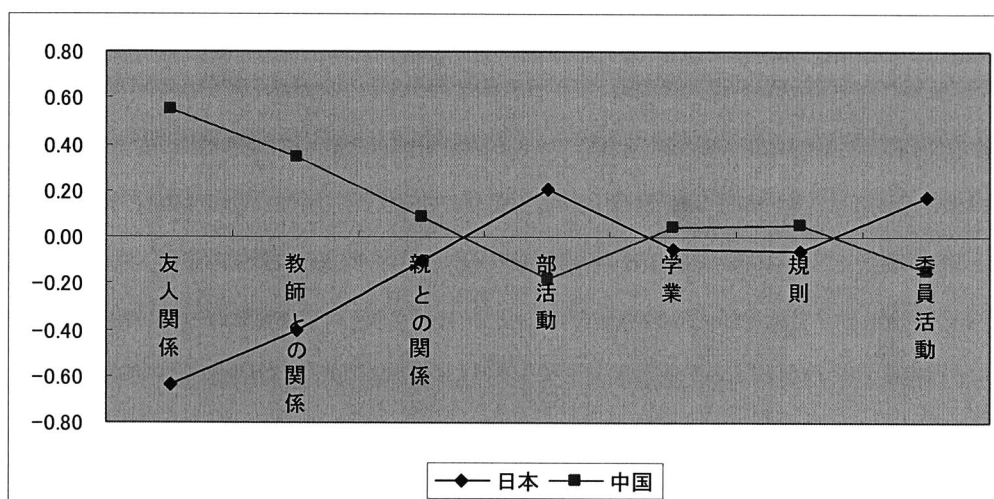 0.80
0.60
0.40
0.20
0.00
-0.20
-0.40
-0.60
-0.80
友人関係
教師との関係
親との関係
部活動
学業
規則
委員活動
日本
中国